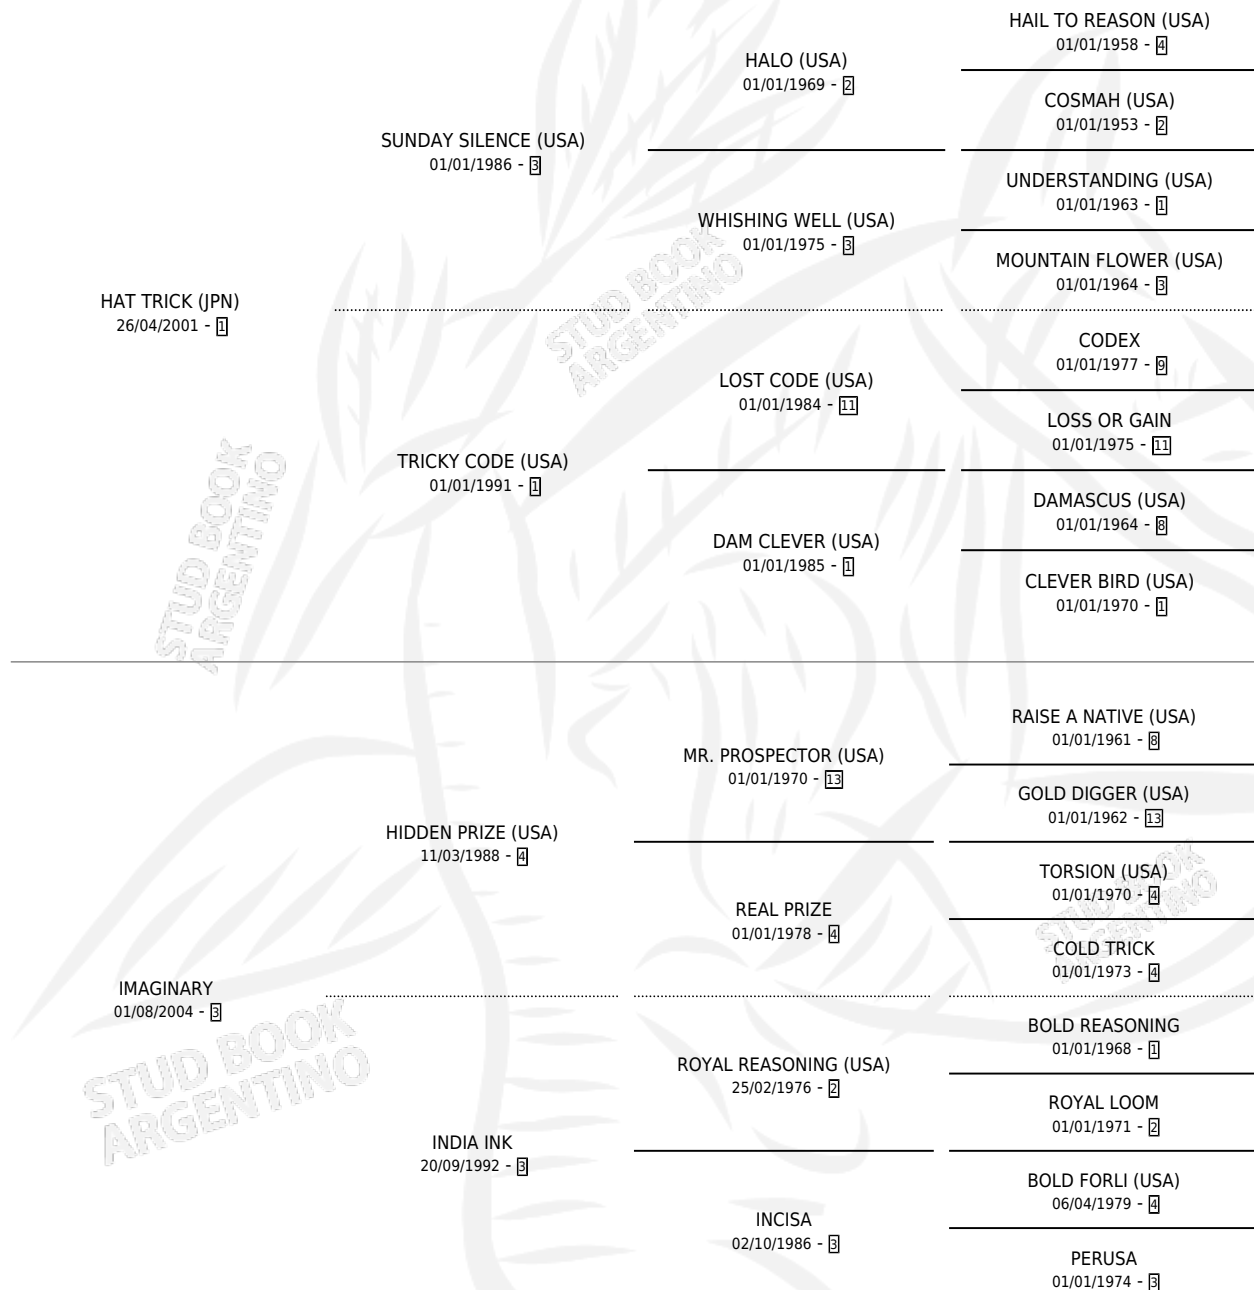 HAIL TO REASON (USA)
01/01/1958 - 4
HALO (USA)
01/01/1969 - 2
COSMAH (USA)
01/01/1953 - 2
SUNDAY SILENCE (USA)
01/01/1986 - 3
UNDERSTANDING (USA)
01/01/1963 - 1
WHISHING WELL (USA)
01/01/1975 - 3
MOUNTAIN FLOWER (USA)
01/01/1964 - 3
HAT TRICK (JPN)
26/04/2001 - 1
CODEX
01/01/1977 - 9
LOST CODE (USA)
01/01/1984 - 11
LOSS OR GAIN
01/01/1975 - 11
TRICKY CODE (USA)
01/01/1991 - 1
DAMASCUS (USA)
01/01/1964 - 8
DAM CLEVER (USA)
01/01/1985 - 1
CLEVER BIRD (USA)
01/01/1970 - 1
RAISE A NATIVE (USA)
01/01/1961 - 8
MR. PROSPECTOR (USA)
01/01/1970 - 13
GOLD DIGGER (USA)
01/01/1962 - 13
HIDDEN PRIZE (USA)
11/03/1988 - 4
TORSION (USA)
01/01/1970 - 4
REAL PRIZE
01/01/1978 - 4
COLD TRICK
01/01/1973 - 4
IMAGINARY
01/08/2004 - 3
BOLD REASONING
01/01/1968 - 1
ROYAL REASONING (USA)
25/02/1976 - 2
ROYAL LOOM
01/01/1971 - 2
INDIA INK
20/09/1992 - 3
BOLD FORLI (USA)
06/04/1979 - 4
INCISA
02/10/1986 - 3
PERUSA
01/01/1974 - 3
STUD BOOK
ARGENTINO
STUD BOOK
ARGENTINO
STUD BOOK
ARGENTINO
STUD BOOK
ARGENTINO